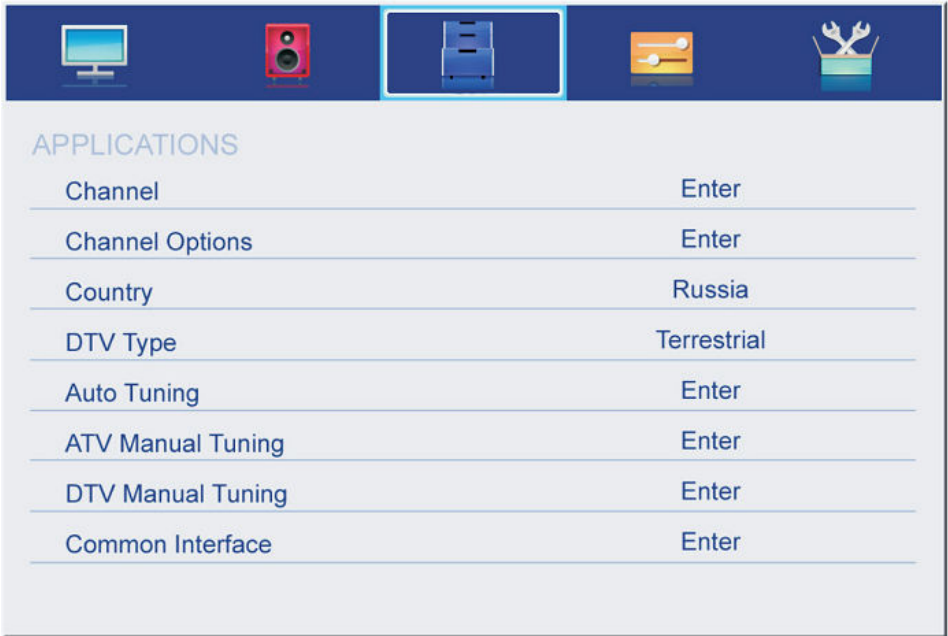 APPLICATIONS
Channel Enter
Channel Options Enter
Country Russia
DTV Type Terrestrial
Auto Tuning Enter
ATV Manual Tuning Enter
DTV Manual Tuning Enter
Common Interface Enter